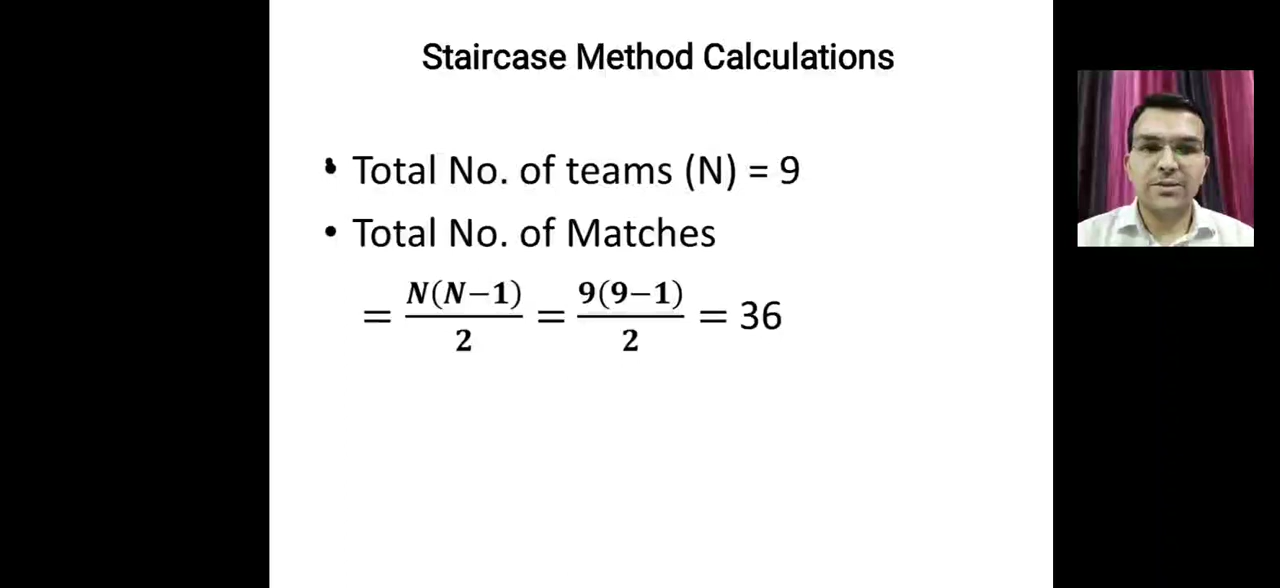 Staircase Method Calculations
• Total No. of teams (N) = 9
• Total No. of Matches
= N(N−1)/2 = 9(9−1)/2 = 36